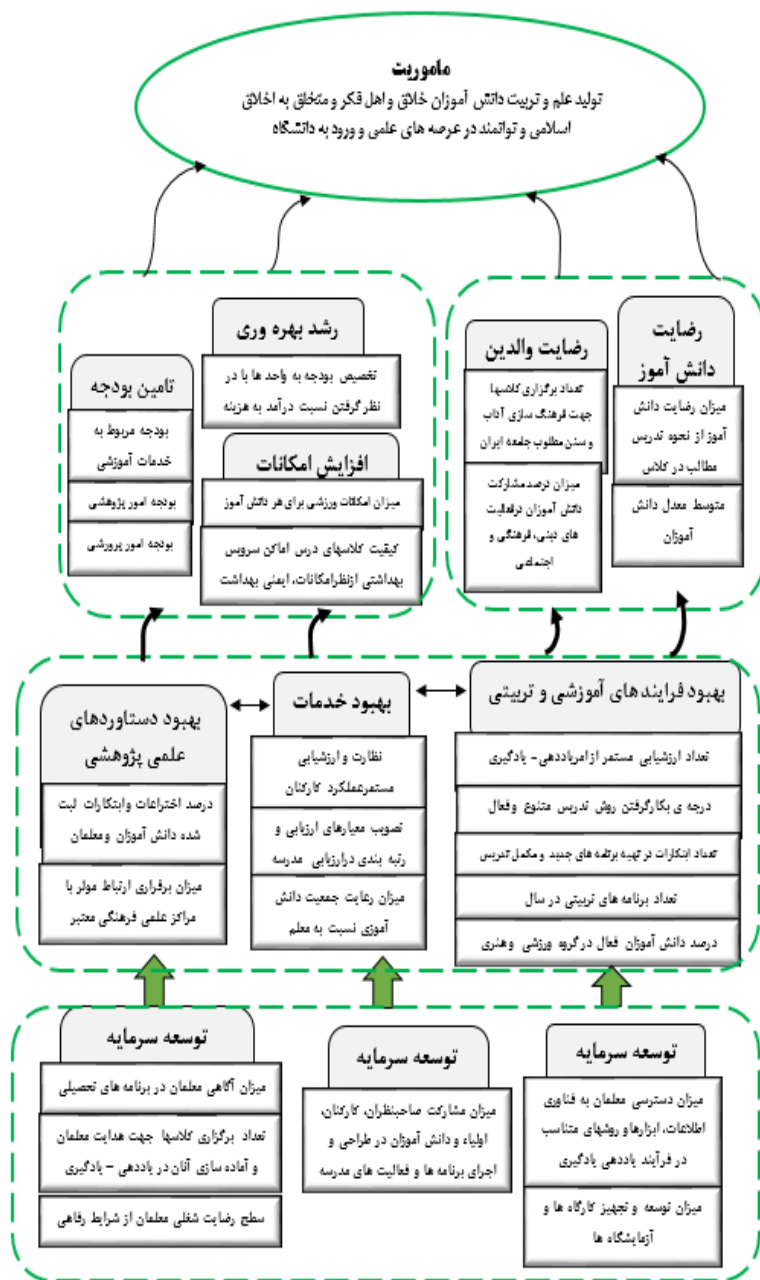 ماموریت
تولید علم و تربیت دانش آموزان خلاق و اهل فکر و متخلق به اخلاق
اسلامی و توانمند در عرصه های علمی و ورود به دانشگاه
رضایت
دانش آموز
میزان رضایت دانش
آموز از نحوه تدریس
مطالب در کلاس
متوسط معدل دانش
آموزان
رضایت والدین
تعداد برگزاری کلاسها
جهت فرهنگ سازی آداب
و سنن مطلوب جامعه ایران
میزان درصد مشارکت
دانش آموزان درفعالیت
های دینی، فرهنگی و
اجتماعی
رشد بهره وری
تخصیص بودجه به واحد ها با در
نظر گرفتن نسبت درآمد به هزینه
افزایش امکانات
میزان امکانات ورزشی برای هر دانش آموز
کیفیت کلاسهای درس اماکن سرویس
بهداشتی ازنظرامکانات، ایمنی بهداشت
تامین بودجه
بودجه مربوط به
خدمات آموزشی
بودجه امور پژوهشی
بودجه امور پرورشی
بهبود فرایندهای آموزشی و تربیتی
تعداد ارزشیابی مستمر از امریاددهی - یادگیری
درجه ی بکارگرفتن روش تدریس متنوع وفعال
تعداد ابتکارات در تهیه برنامه های جدید و مکمل تدریس
تعداد برنامه های تربیتی در سال
درصد دانش آموزان فعال در گروه ورزشی وهنری
بهبود خدمات
نظارت و ارزشیابی
مستمرعملکرد کارکنان
تصویب معیارهای ارزیابی و
رتبه بندی درارزیابی مدرسه
میزان رعایت جمعیت دانش
آموزی نسبت به معلم
بهبود دستاوردهای
علمی پژوهشی
درصد اختراعات وابتکارات ثبت
شده دانش آموزان ومعلمان
میزان برقراری ارتباط موثر با
مراکز علمی فرهنگی معتبر
توسعه سرمایه
میزان دسترسی معلمان به فناوری
اطلاعات، ابزارها و روشهای متناسب
در فرآیند یاددهی یادگیری
میزان توسعه و تجهیز کارگاه ها و
آزمایشگاه ها
توسعه سرمایه
میزان مشارکت صاحبنظران، کارکنان،
اولیاء و دانش آموزان در طراحی و
اجرای برنامه ها و فعالیت های مدرسه
توسعه سرمایه
میزان آگاهی معلمان در برنامه های تحصیلی
تعداد برگزاری کلاسها جهت هدایت معلمان
و آماده سازی آنان در یاددهی - یادگیری
سطح رضایت شغلی معلمان از شرایط رفاهی